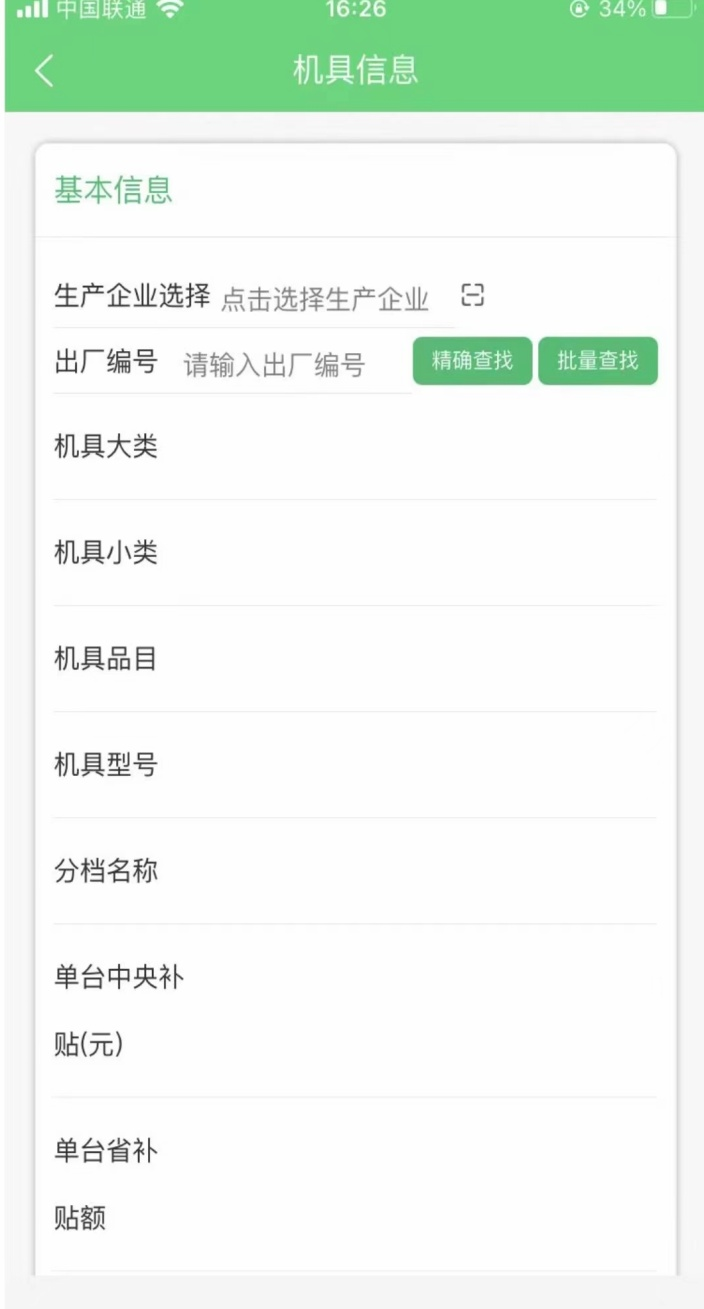 中国联通 16:26 34%
机具信息
基本信息
生产企业选择 点击选择生产企业
出厂编号 请输入出厂编号 精确查找 批量查找
机具大类
机具小类
机具品目
机具型号
分档名称
单台中央补
贴(元)
单台省补
贴额